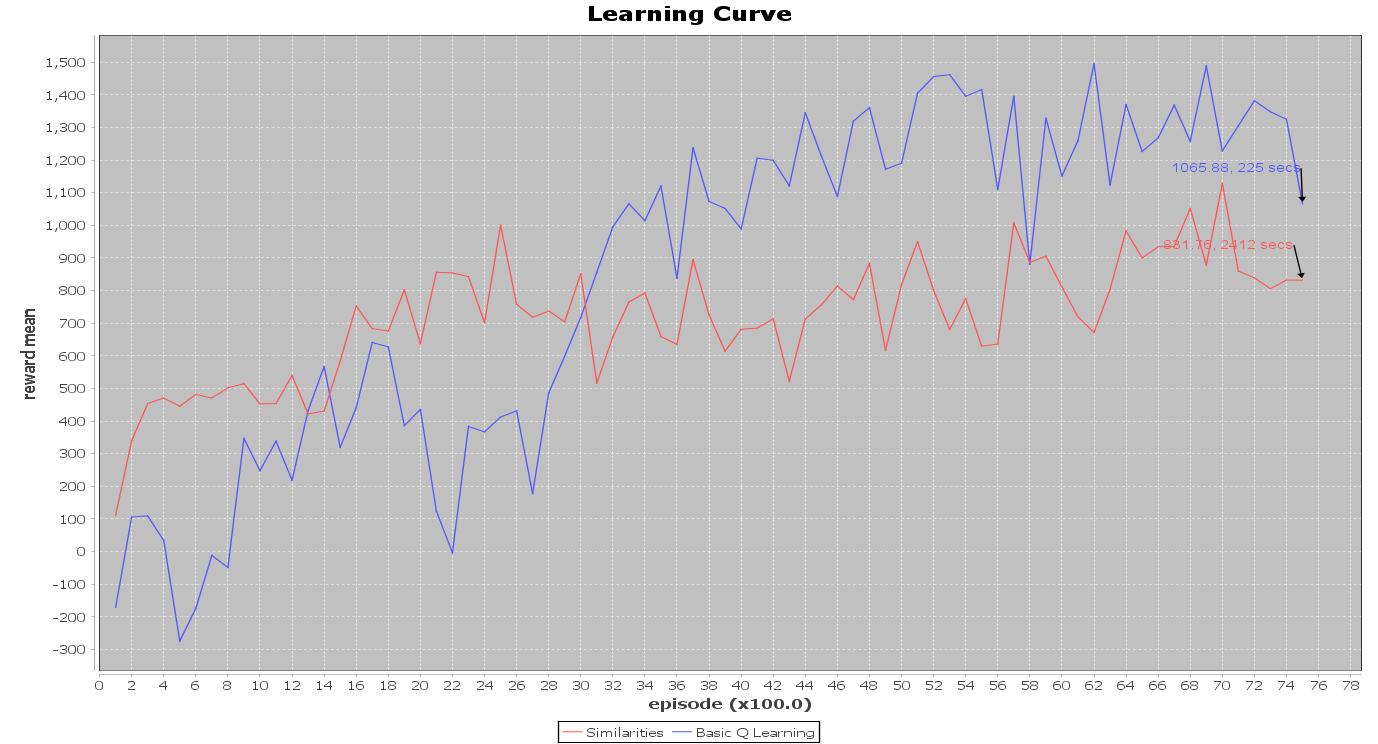 Learning Curve
1,500
1,400
1,300
1,200
1,100
1,000
900
800
700
600
500
400
300
200
100
0
-100
-200
-300
reward mean
1065.88, 225 secs
831.76, 2412 secs
0 2 4 6 8 10 12 14 16 18 20 22 24 26 28 30 32 34 36 38 40 42 44 46 48 50 52 54 56 58 60 62 64 66 68 70 72 74 76 78
episode (x100.0)
Similarities Basic Q Learning